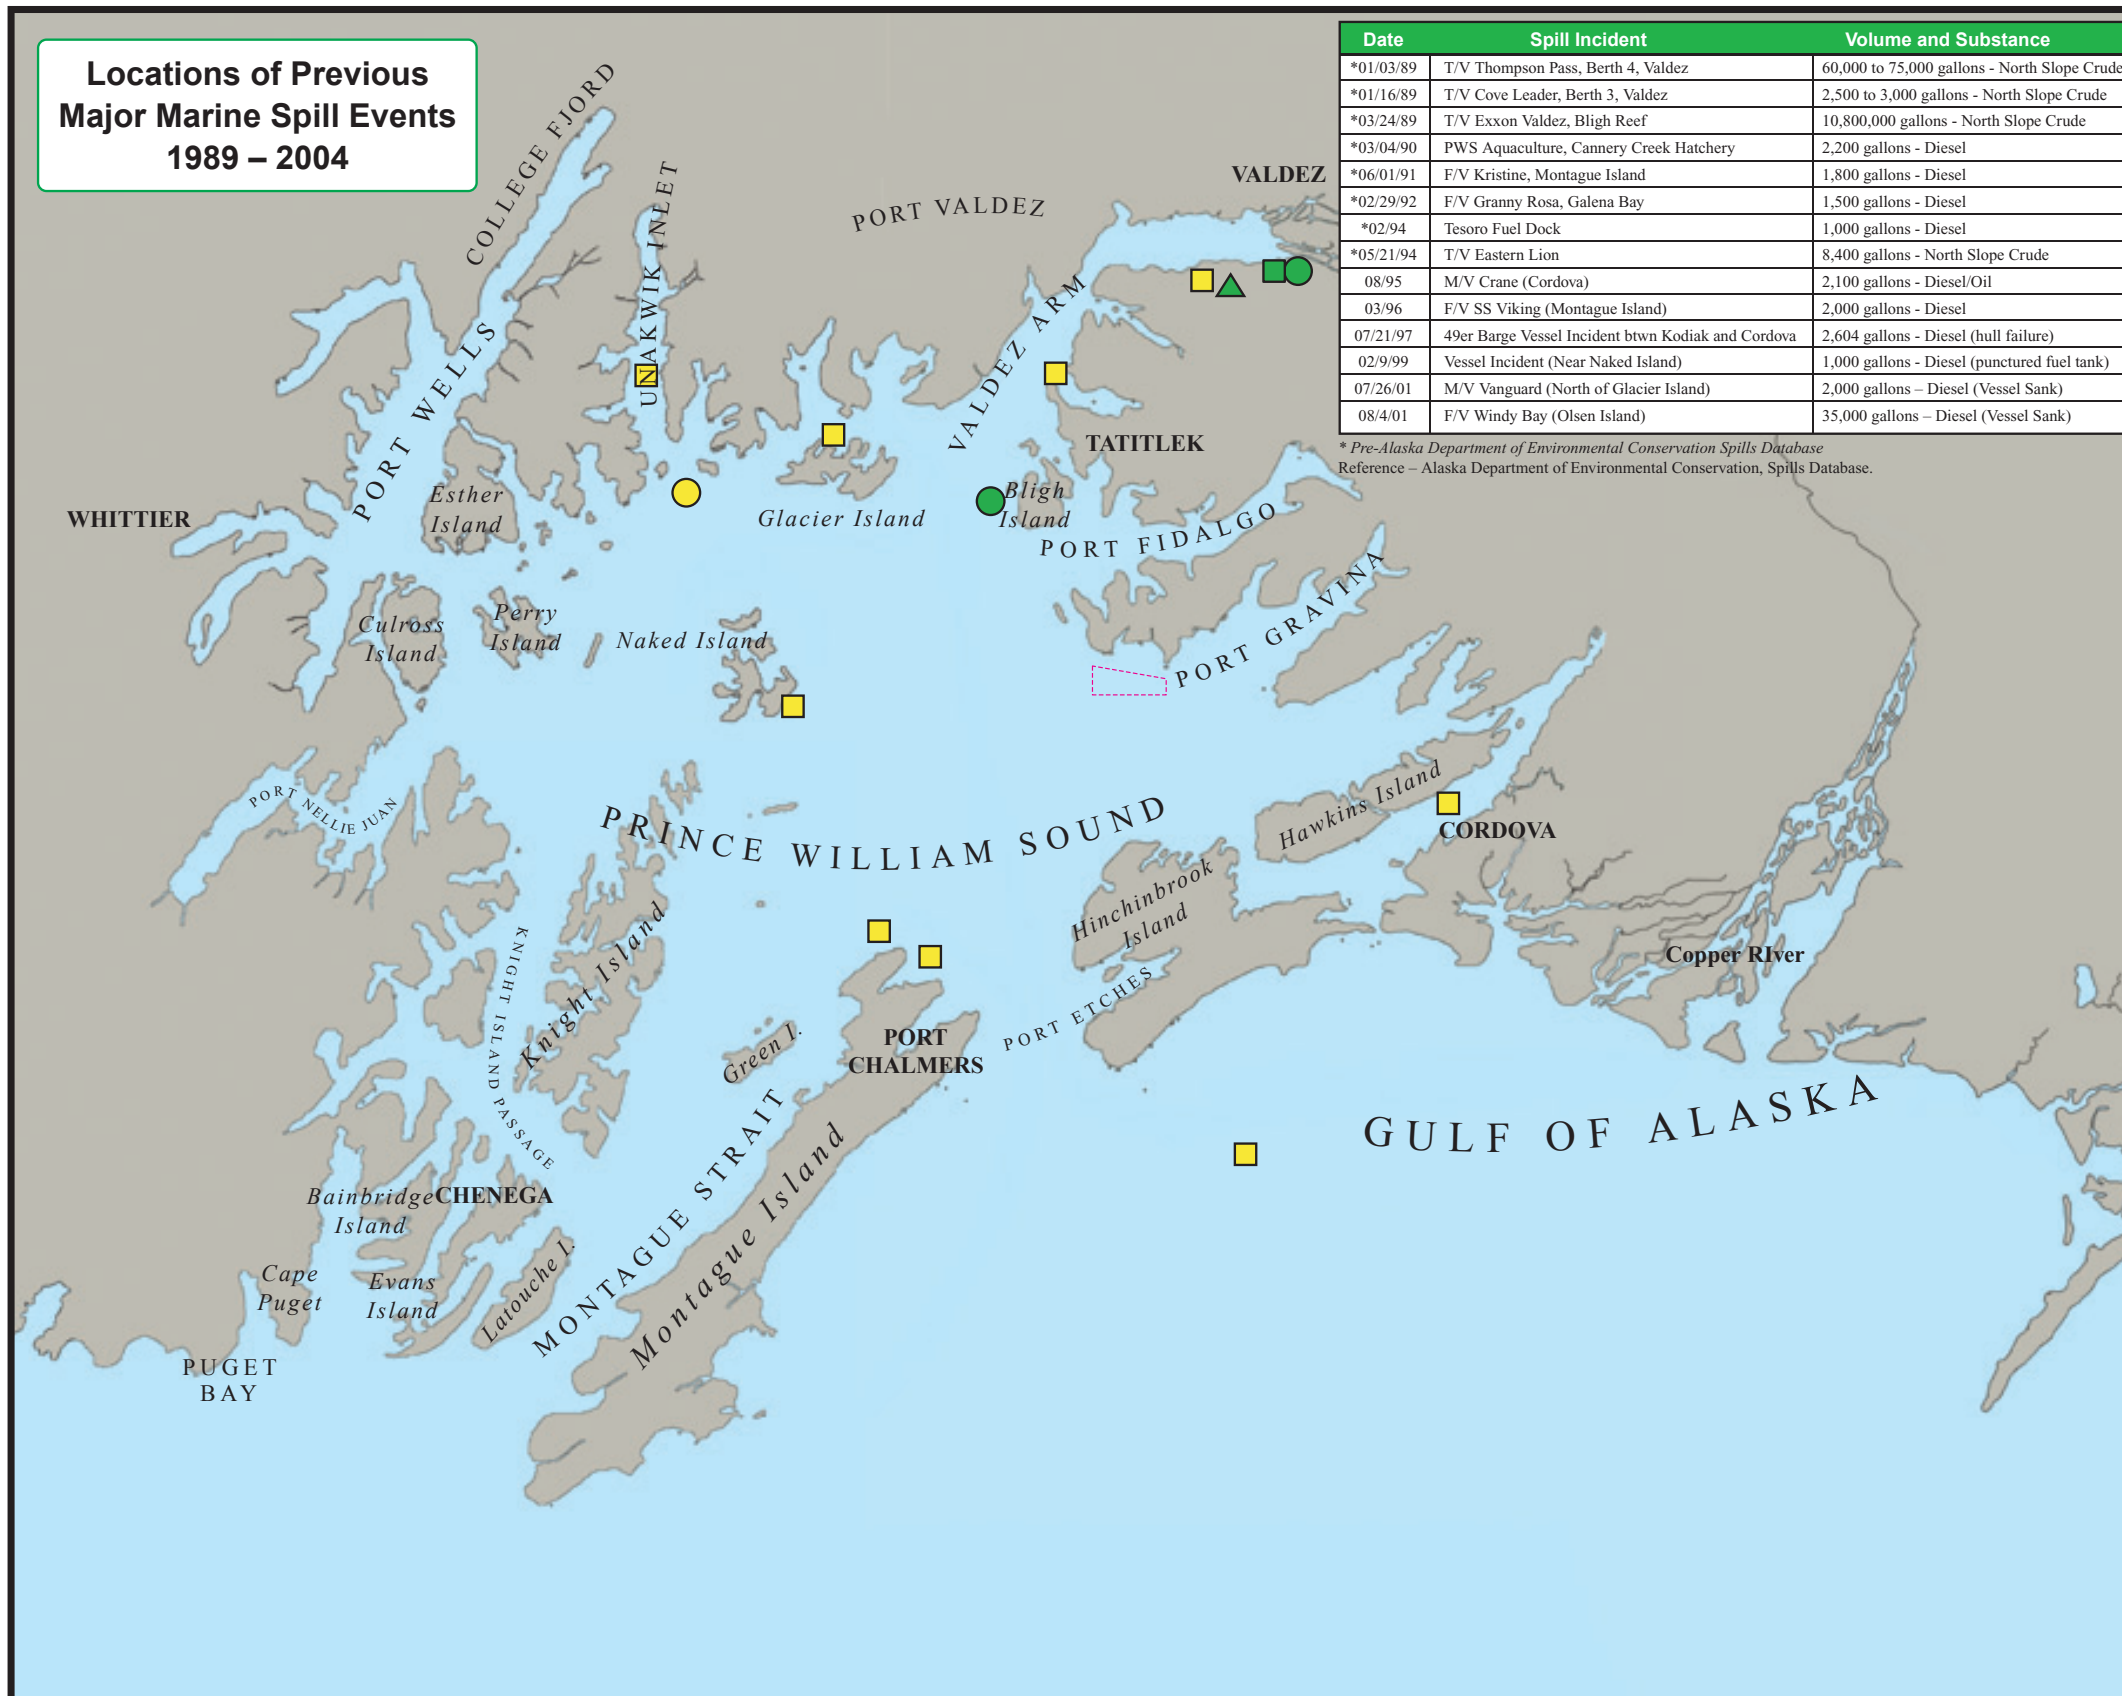 Locations of Previous
Major Marine Spill Events
1989 – 2004
Date Spill Incident Volume and Substance
*01/03/89 T/V Thompson Pass, Berth 4, Valdez 60,000 to 75,000 gallons - North Slope Crude
*01/16/89 T/V Cove Leader, Berth 3, Valdez 2,500 to 3,000 gallons - North Slope Crude
*03/24/89 T/V Exxon Valdez, Bligh Reef 10,800,000 gallons - North Slope Crude
*03/04/90 PWS Aquaculture, Cannery Creek Hatchery 2,200 gallons - Diesel
*06/01/91 F/V Kristine, Montague Island 1,800 gallons - Diesel
*02/29/92 F/V Granny Rosa, Galena Bay 1,500 gallons - Diesel
*02/94 Tesoro Fuel Dock 1,000 gallons - Diesel
*05/21/94 T/V Eastern Lion 8,400 gallons - North Slope Crude
08/95 M/V Crane (Cordova) 2,100 gallons - Diesel/Oil
03/96 F/V SS Viking (Montague Island) 2,000 gallons - Diesel
07/21/97 49er Barge Vessel Incident btwn Kodiak and Cordova 2,604 gallons - Diesel (hull failure)
02/9/99 Vessel Incident (Near Naked Island) 1,000 gallons - Diesel (punctured fuel tank)
07/26/01 M/V Vanguard (North of Glacier Island) 2,000 gallons – Diesel (Vessel Sank)
08/4/01 F/V Windy Bay (Olsen Island) 35,000 gallons – Diesel (Vessel Sank)
* Pre-Alaska Department of Environmental Conservation Spills Database
Reference – Alaska Department of Environmental Conservation, Spills Database.
COLLEGE FJORD
UNAKWIK INLET
PORT VALDEZ
VALDEZ
PORT WELLS
VALDEZ ARM
TATITLEK
WHITTIER
Esther
Island
Glacier Island
Bligh
Island
PORT FIDALGO
PORT GRAVINA
Culross
Island
Perry
Island
Naked Island
PORT NELLIE JUAN
PRINCE WILLIAM SOUND
Hawkins Island
CORDOVA
Hinchinbrook
Island
Copper RIver
KNIGHT ISLAND PASSAGE
Knight Island
Green I.
PORT
CHALMERS
PORT ETCHES
GULF OF ALASKA
MONTAGUE STRAIT
Montague Island
Bainbridge
Island
CHENEGA
Cape
Puget
Evans
Island
Latouche I.
PUGET
BAY